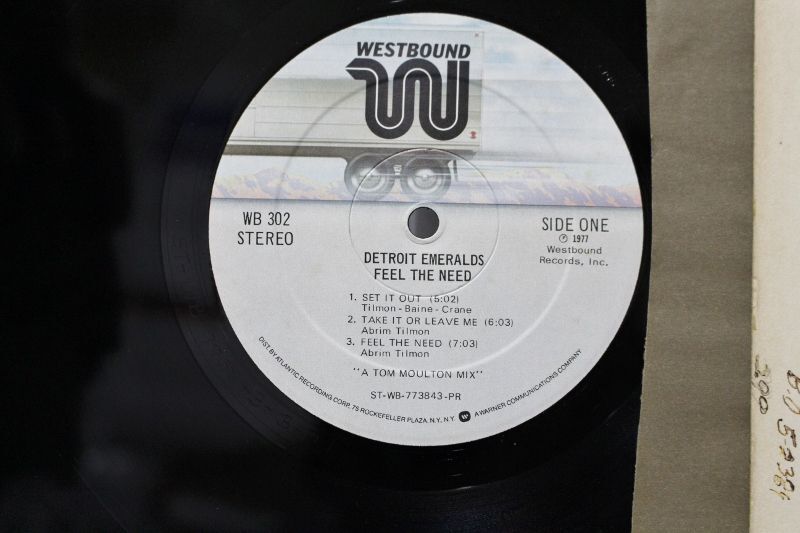 WESTBOUND
WB 302
STEREO
SIDE ONE
℗ 1977
Westbound
Records, Inc.
DETROIT EMERALDS
FEEL THE NEED
1. SET IT OUT (5:02)
Tilmon - Baine - Crane
2. TAKE IT OR LEAVE ME (6:03)
Abrim Tilmon
3. FEEL THE NEED (7:03)
Abrim Tilmon
"A TOM MOULTON MIX"
ST-WB-773843-PR
DIST. BY ATLANTIC RECORDING CORP. 75 ROCKEFELLER PLAZA, N.Y., N.Y. A WARNER COMMUNICATIONS COMPANY